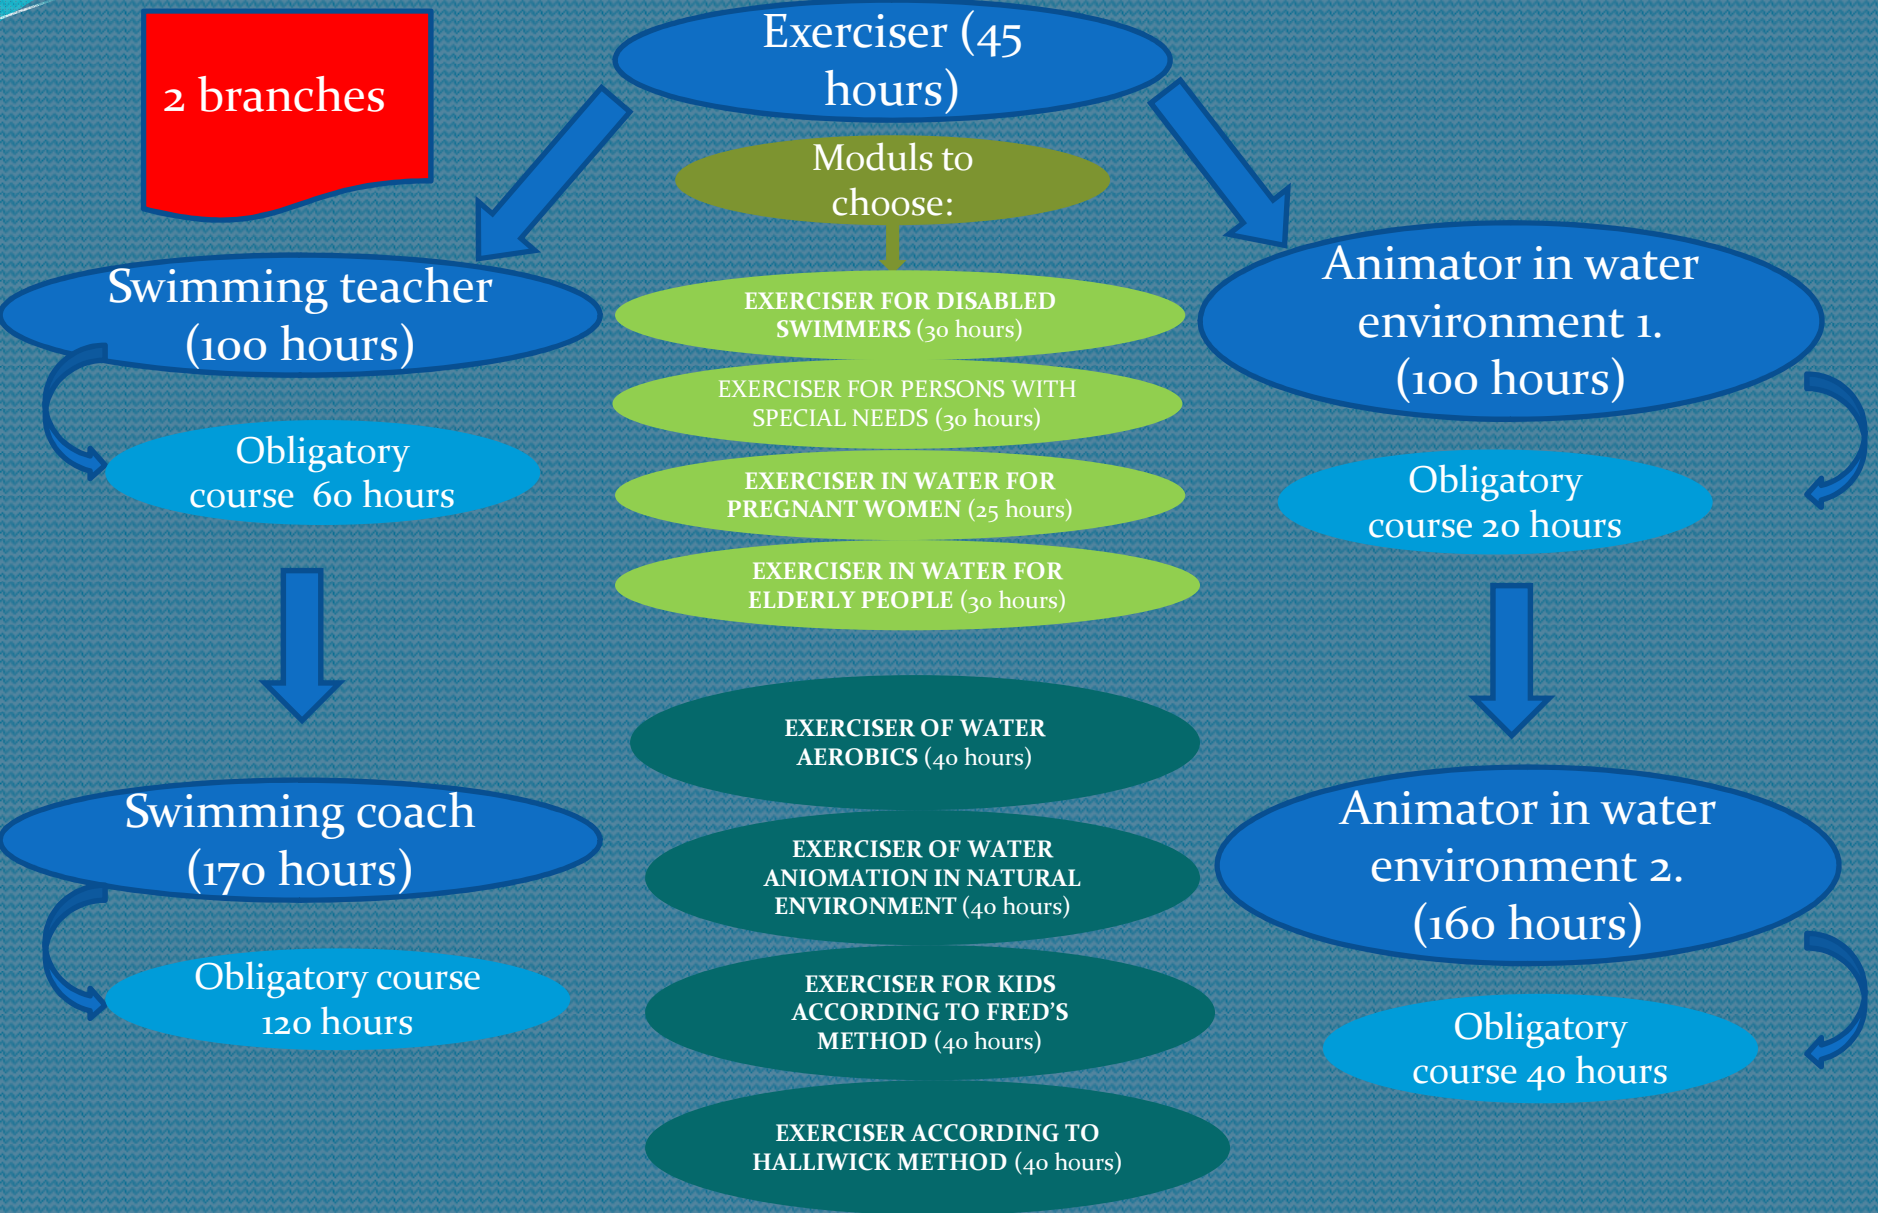 2 branches
Exerciser (45
hours)
Moduls to
choose:
Swimming teacher
(100 hours)
Obligatory
course 60 hours
Swimming coach
(170 hours)
Obligatory course
120 hours
EXERCISER FOR DISABLED
SWIMMERS (30 hours)
EXERCISER FOR PERSONS WITH
SPECIAL NEEDS (30 hours)
EXERCISER IN WATER FOR
PREGNANT WOMEN (25 hours)
EXERCISER IN WATER FOR
ELDERLY PEOPLE (30 hours)
EXERCISER OF WATER
AEROBICS (40 hours)
EXERCISER OF WATER
ANIOMATION IN NATURAL
ENVIRONMENT (40 hours)
EXERCISER FOR KIDS
ACCORDING TO FRED'S
METHOD (40 hours)
EXERCISER ACCORDING TO
HALLIWICK METHOD (40 hours)
Animator in water
environment 1.
(100 hours)
Obligatory
course 20 hours
Animator in water
environment 2.
(160 hours)
Obligatory
course 40 hours